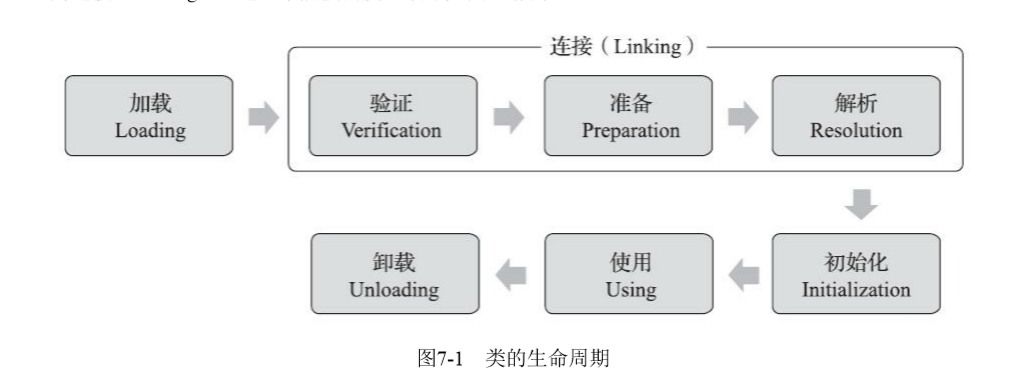 连接（Linking）
加载
Loading
验证
Verification
准备
Preparation
解析
Resolution
初始化
Initialization
使用
Using
卸载
Unloading
图7-1 类的生命周期